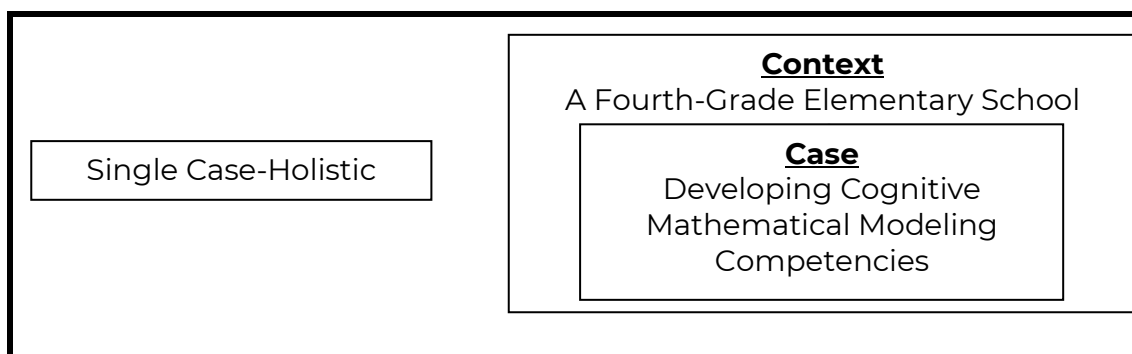 Single Case-Holistic
Context
A Fourth-Grade Elementary School
Case
Developing Cognitive
Mathematical Modeling
Competencies